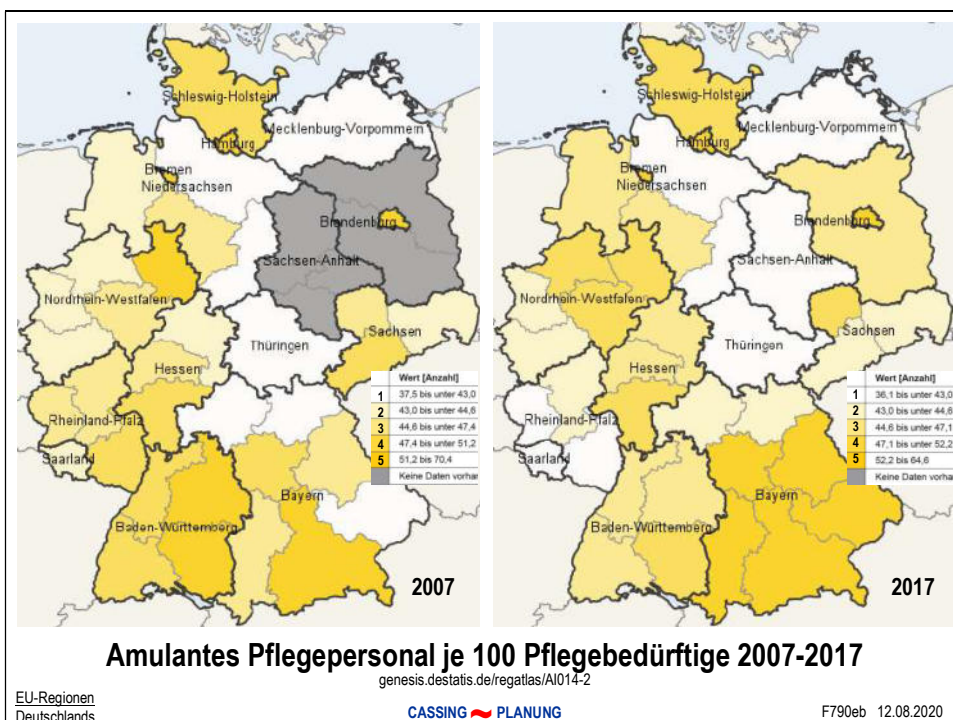 Schleswig-Holstein
Mecklenburg-Vorpommern
Hamburg
Bremen
Niedersachsen
Brandenburg
Sachsen-Anhalt
Nordrhein-Westfalen
Sachsen
Thüringen
Hessen
Rheinland-Pfalz
Saarland
Bayern
Baden-Württemberg
Wert [Anzahl]
1 37,5 bis unter 43,0
2 43,0 bis unter 44,6
3 44,6 bis unter 47,4
4 47,4 bis unter 51,2
5 51,2 bis 70,4
Keine Daten vorhar
2007
Schleswig-Holstein
Mecklenburg-Vorpommern
Hamburg
Bremen
Niedersachsen
Brandenburg
Sachsen-Anhalt
Nordrhein-Westfalen
Sachsen
Thüringen
Hessen
Rheinland-Pfalz
Saarland
Bayern
Baden-Württemberg
Wert [Anzahl]
1 36,1 bis unter 43,0
2 43,0 bis unter 44,6
3 44,6 bis unter 47,1
4 47,1 bis unter 52,2
5 52,2 bis 64,6
Keine Daten vorhar
2017
Amulantes Pflegepersonal je 100 Pflegebedürftige 2007-2017
genesis.destatis.de/regatlas/AI014-2
EU-Regionen
Deutschlands
CASSING PLANUNG
F790eb 12.08.2020